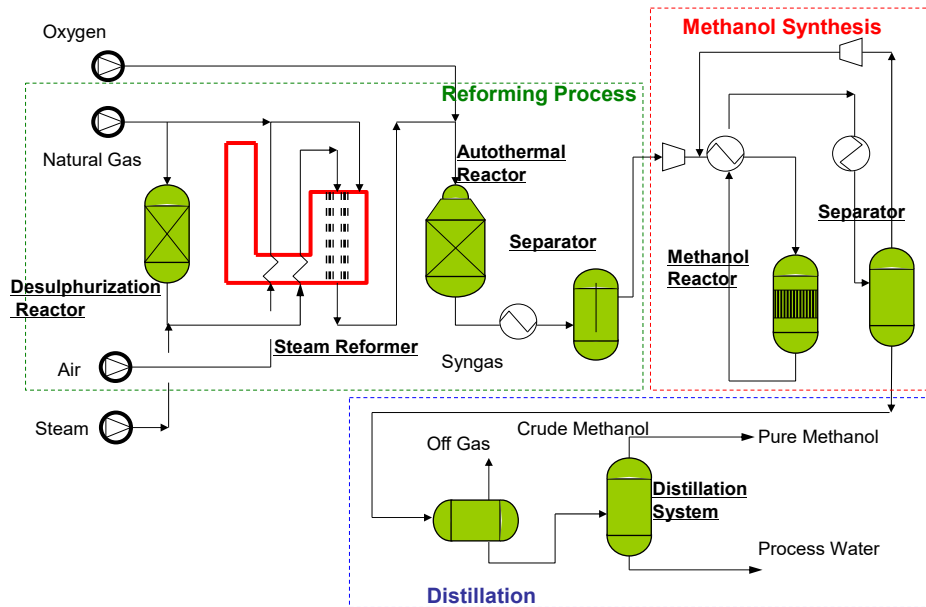 Oxygen
Methanol Synthesis
Reforming Process
Natural Gas
Autothermal
Reactor
Separator
Separator
Methanol
Reactor
Desulphurization
Reactor
Steam Reformer
Syngas
Air
Steam
Crude Methanol
Pure Methanol
Off Gas
Distillation
System
Process Water
Distillation